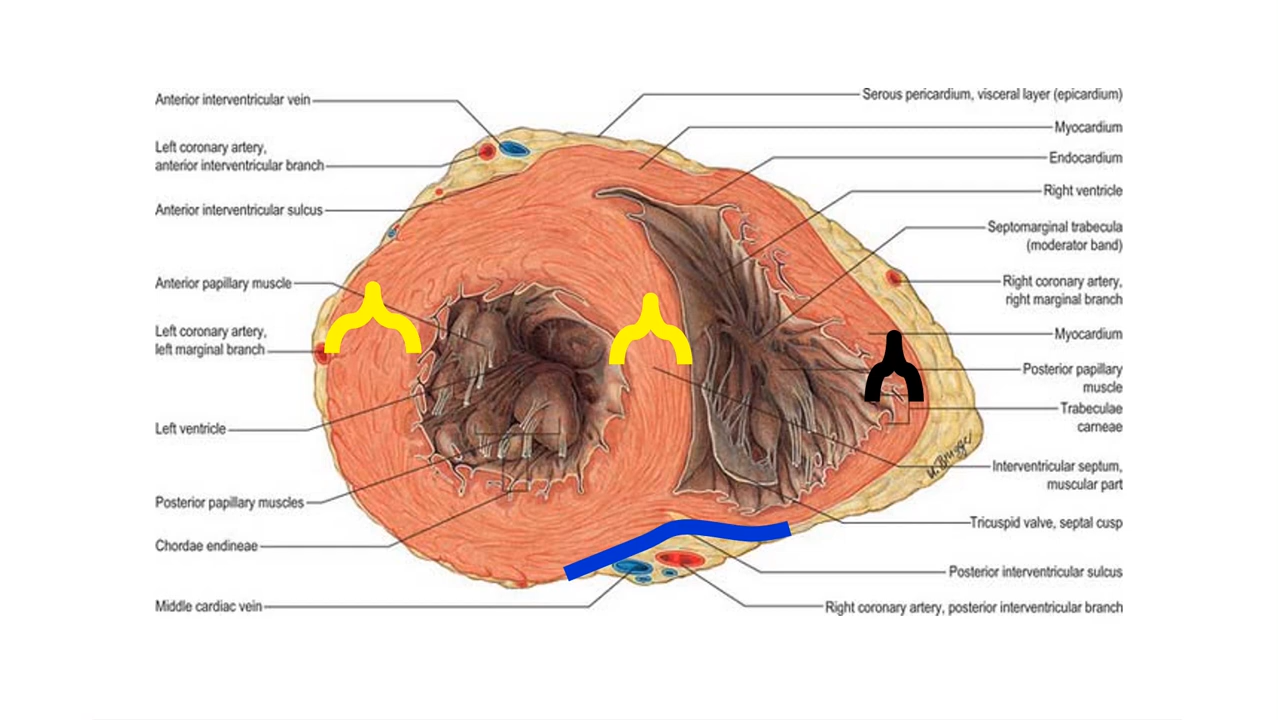 Anterior interventricular vein
Left coronary artery,
anterior interventricular branch
Anterior interventricular sulcus
Anterior papillary muscle
Left coronary artery,
left marginal branch
Left ventricle
Posterior papillary muscles
Chordae endineae
Middle cardiac vein
Serous pericardium, visceral layer (epicardium)
Myocardium
Endocardium
Right ventricle
Septomarginal trabecula
(moderator band)
Right coronary artery,
right marginal branch
Myocardium
Posterior papillary
muscle
Trabeculae
carneae
Interventricular septum,
muscular part
Tricuspid valve, septal cusp
Posterior interventricular sulcus
Right coronary artery, posterior interventricular branch